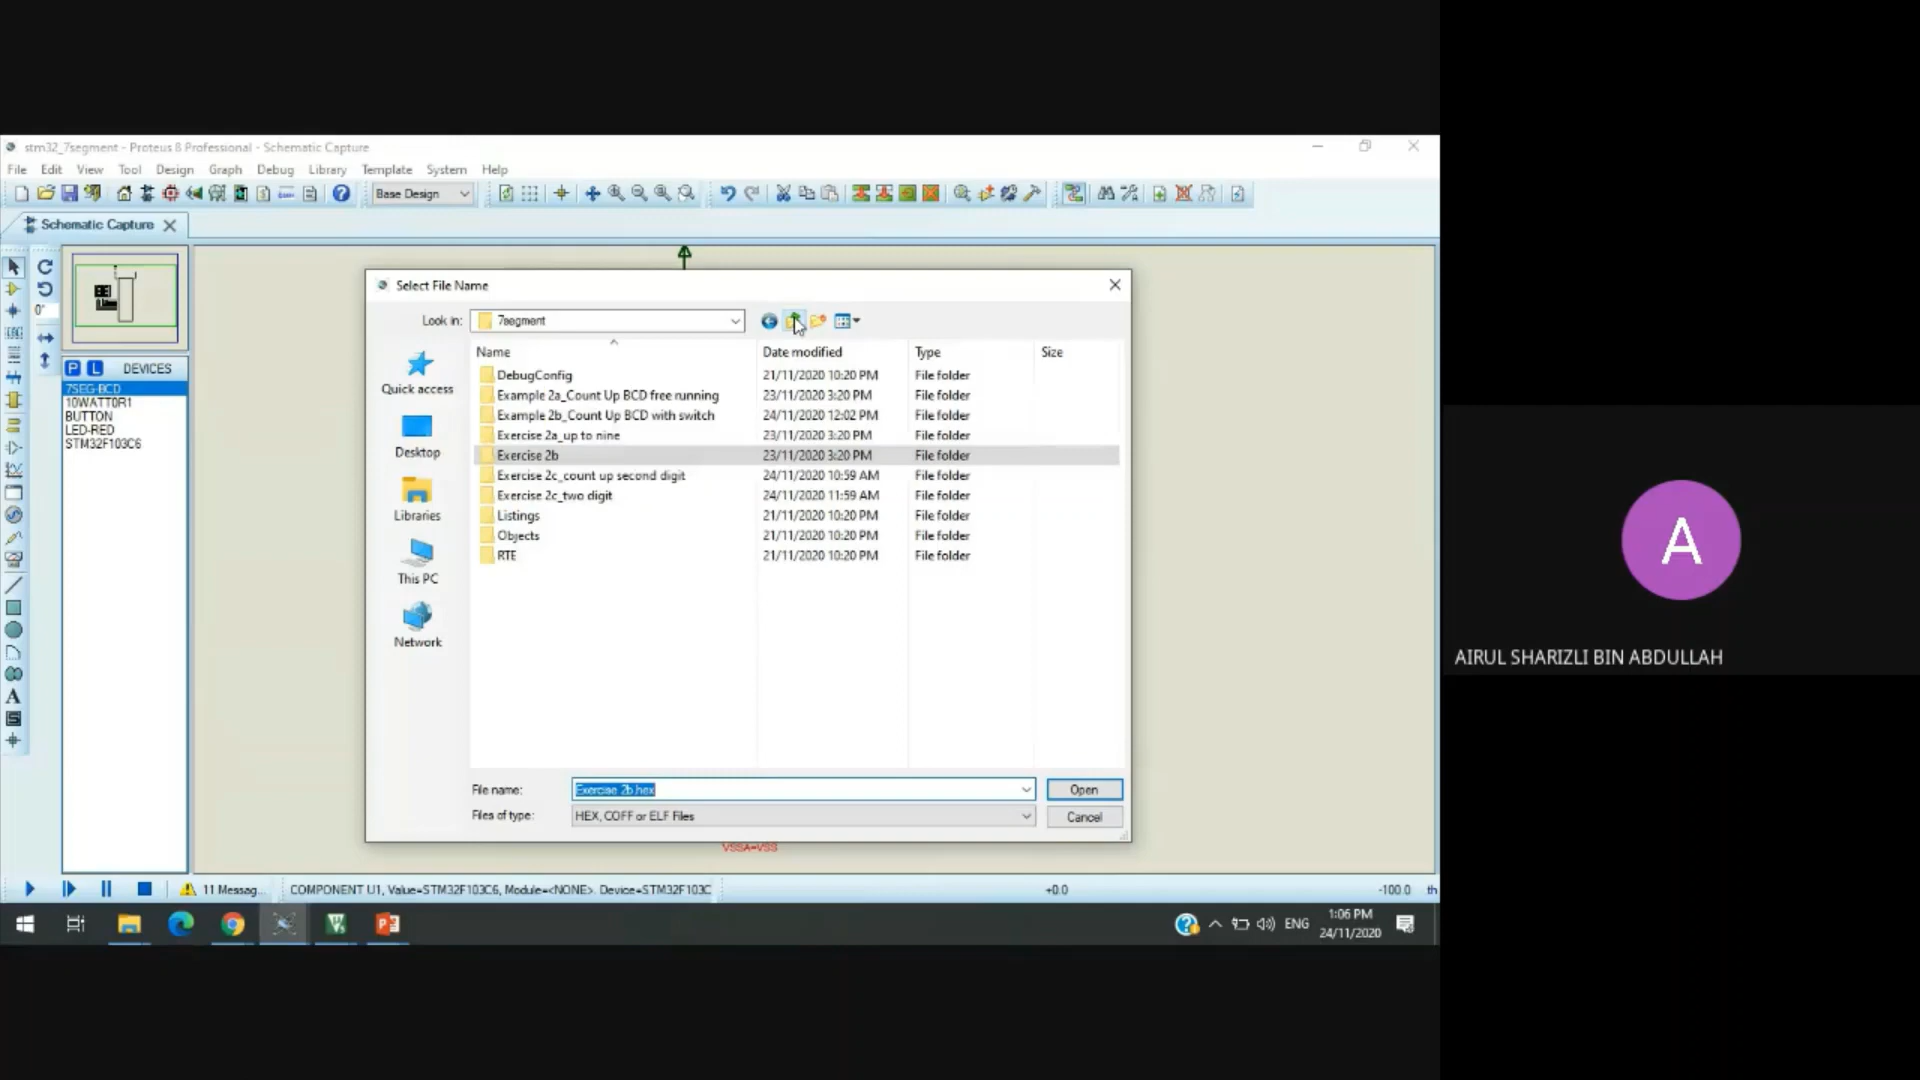 stm32_7segment - Proteus 8 Professional - Schematic Capture
File Edit View Tool Design Graph Debug Library Template System Help
Base Design
Schematic Capture
Select File Name
Look in: 7segment
0°
Name Date modified Type Size
P L DEVICES
7SEG-BCD
10WATT0R1
BUTTON
LED-RED
STM32F103C6
Quick access
Desktop
Libraries
This PC
Network
DebugConfig 21/11/2020 10:20 PM File folder
Example 2a_Count Up BCD free running 23/11/2020 3:20 PM File folder
Example 2b_Count Up BCD with switch 24/11/2020 12:02 PM File folder
Exercise 2a_up to nine 23/11/2020 3:20 PM File folder
Exercise 2b 23/11/2020 3:20 PM File folder
Exercise 2c_count up second digit 24/11/2020 10:59 AM File folder
Exercise 2c_two digit 24/11/2020 11:59 AM File folder
Listings 21/11/2020 10:20 PM File folder
Objects 21/11/2020 10:20 PM File folder
RTE 21/11/2020 10:20 PM File folder
File name: Exercise 2b.hex Open
Files of type: HEX, COFF or ELF Files Cancel
VSSA=VSS
11 Messag... COMPONENT U1, Value=STM32F103C6, Module=<NONE>. Device=STM32F103C +0.0 -100.0 th
ENG 1:06 PM
24/11/2020
A
AIRUL SHARIZLI BIN ABDULLAH